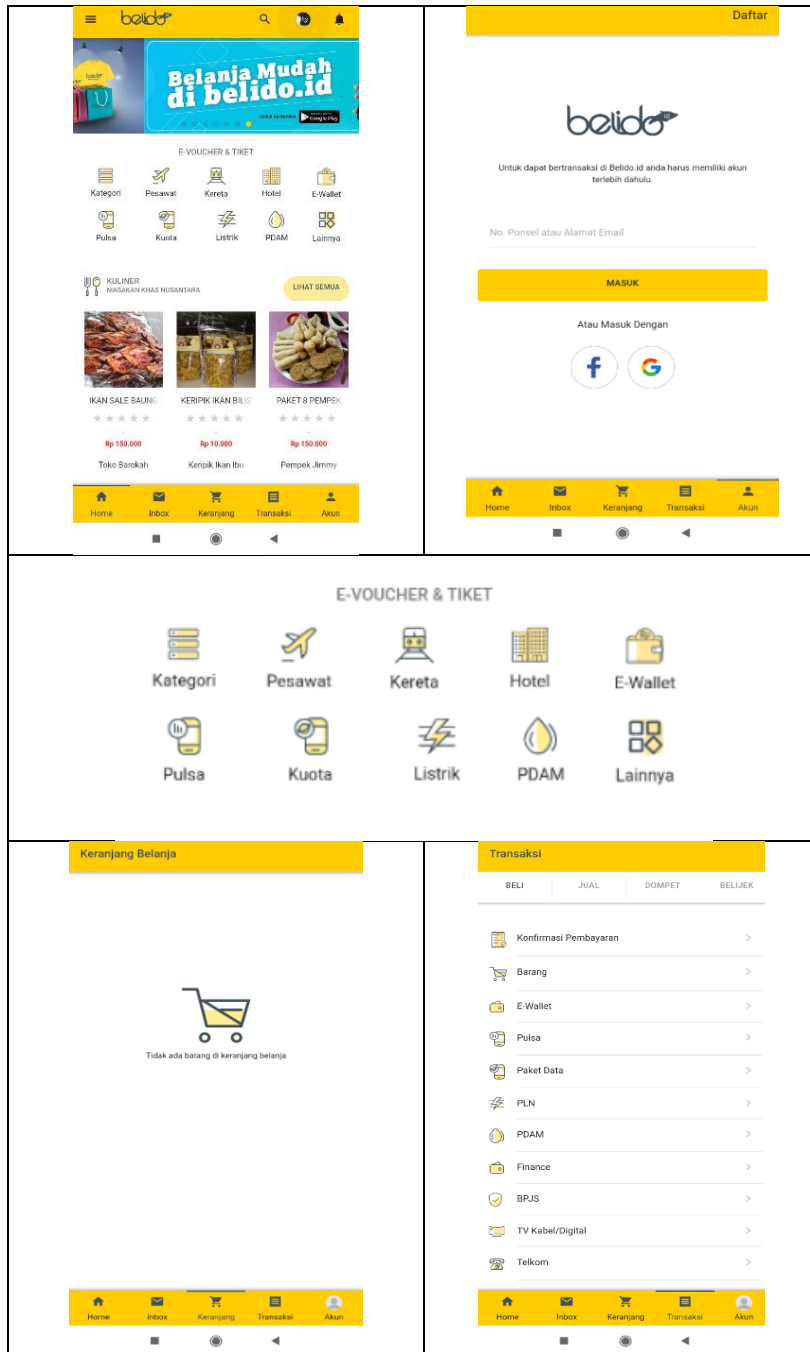 belido
Belanja Mudah
di belido.id
Google Play
E-VOUCHER & TIKET
Kategori Pesawat Kereta Hotel E-Wallet
Pulsa Kuota Listrik PDAM Lainnya
KULINER
MASAKAN KHAS NUSANTARA
LIHAT SEMUA
IKAN SALE BAUNG KERIPIK IKAN BILIS PAKET 8 PEMPEK
Rp 150.000 Rp 10.000 Rp 150.000
Toko Barokah Keripik Ikan Ibu Pempek Jimmy
Home Inbox Keranjang Transaksi Akun
Daftar
belido id
Untuk dapat bertransaksi di Belido.id anda harus memiliki akun
terlebih dahulu.
No. Ponsel atau Alamat Email
MASUK
Atau Masuk Dengan
f G
Home Inbox Keranjang Transaksi Akun
E-VOUCHER & TIKET
Kategori Pesawat Kereta Hotel E-Wallet
Pulsa Kuota Listrik PDAM Lainnya
Keranjang Belanja
Tidak ada barang di keranjang belanja
Home Inbox Keranjang Transaksi Akun
Transaksi
BELI JUAL DOMPET BELIJEK
Konfirmasi Pembayaran
Barang
E-Wallet
Pulsa
Paket Data
PLN
PDAM
Finance
BPJS
TV Kabel/Digital
Telkom
Home Inbox Keranjang Transaksi Akun